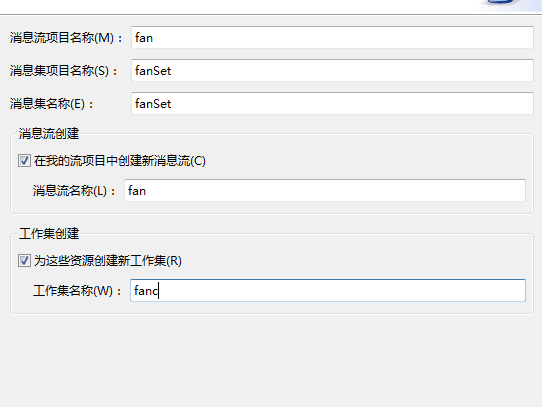 消息流项目名称(M)： fan
消息集项目名称(S)： fanSet
消息集名称(E)： fanSet
消息流创建
在我的流项目中创建新消息流(C)
消息流名称(L)： fan
工作集创建
为这些资源创建新工作集(R)
工作集名称(W)： fanc